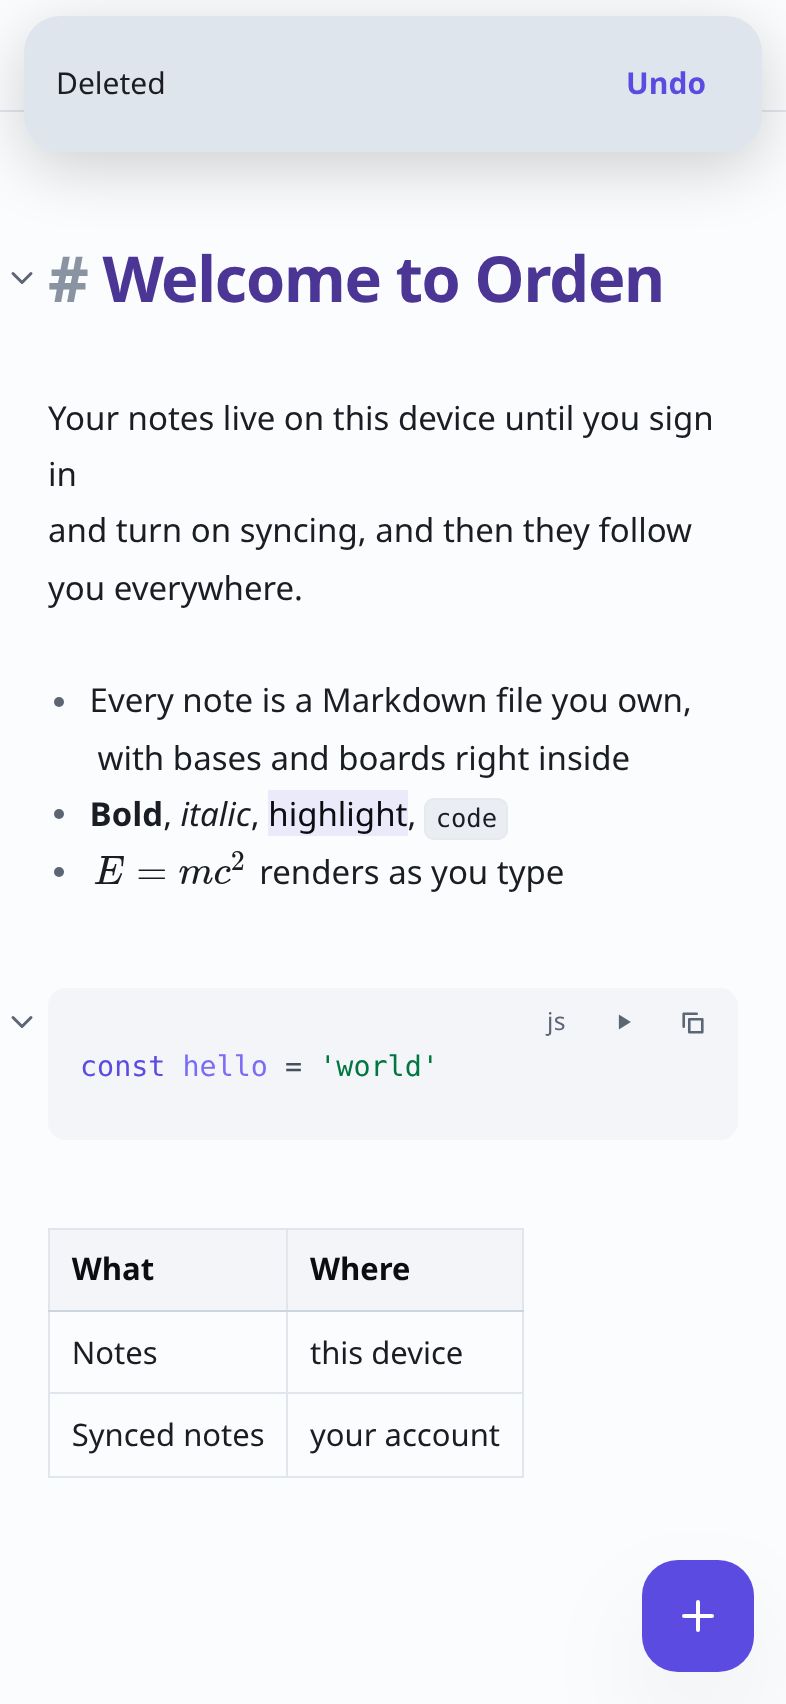 Deleted Undo
# Welcome to Orden
Your notes live on this device until you sign
in
and turn on syncing, and then they follow
you everywhere.
Every note is a Markdown file you own,
with bases and boards right inside
Bold, italic, highlight, code
E = mc² renders as you type
js
const hello = 'world'
What Where
Notes this device
Synced notes your account